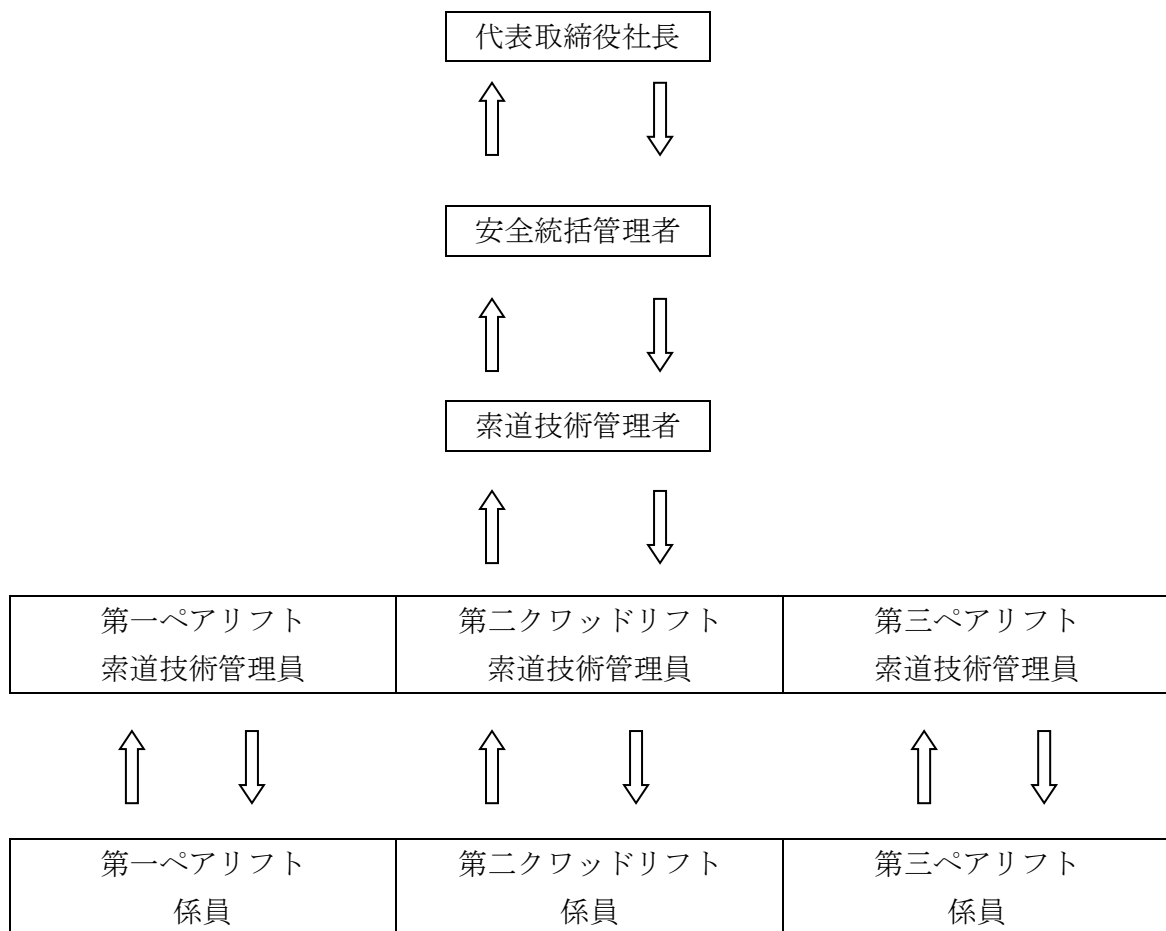 代表取締役社長
安全統括管理者
索道技術管理者
第一ペアリフト
索道技術管理員
第二クワッドリフト
索道技術管理員
第三ペアリフト
索道技術管理員
第一ペアリフト
係員
第二クワッドリフト
係員
第三ペアリフト
係員